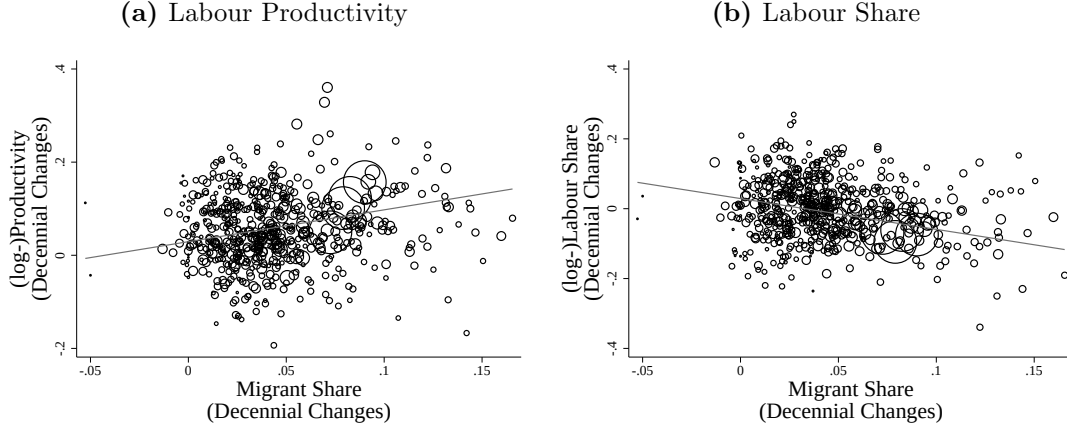 (a) Labour Productivity
(log-)Productivity
(Decennial Changes)
.4
.2
0
-.2
-.05
0
.05
.1
.15
Migrant Share
(Decennial Changes)
(b) Labour Share
(log-)Labour Share
(Decennial Changes)
.4
.2
0
-.2
-.4
-.05
0
.05
.1
.15
Migrant Share
(Decennial Changes)